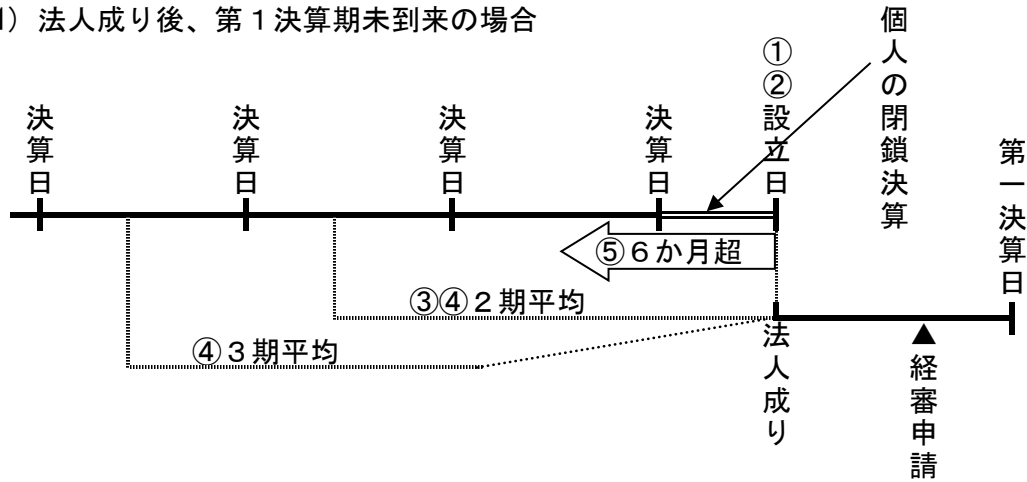 1) 法人成り後、第１決算期未到来の場合
個人の閉鎖決算
①
②
設立日
決算日
決算日
決算日
決算日
第一決算日
⑤６か月超
③④２期平均
④３期平均
法人成り
▲
経審申請